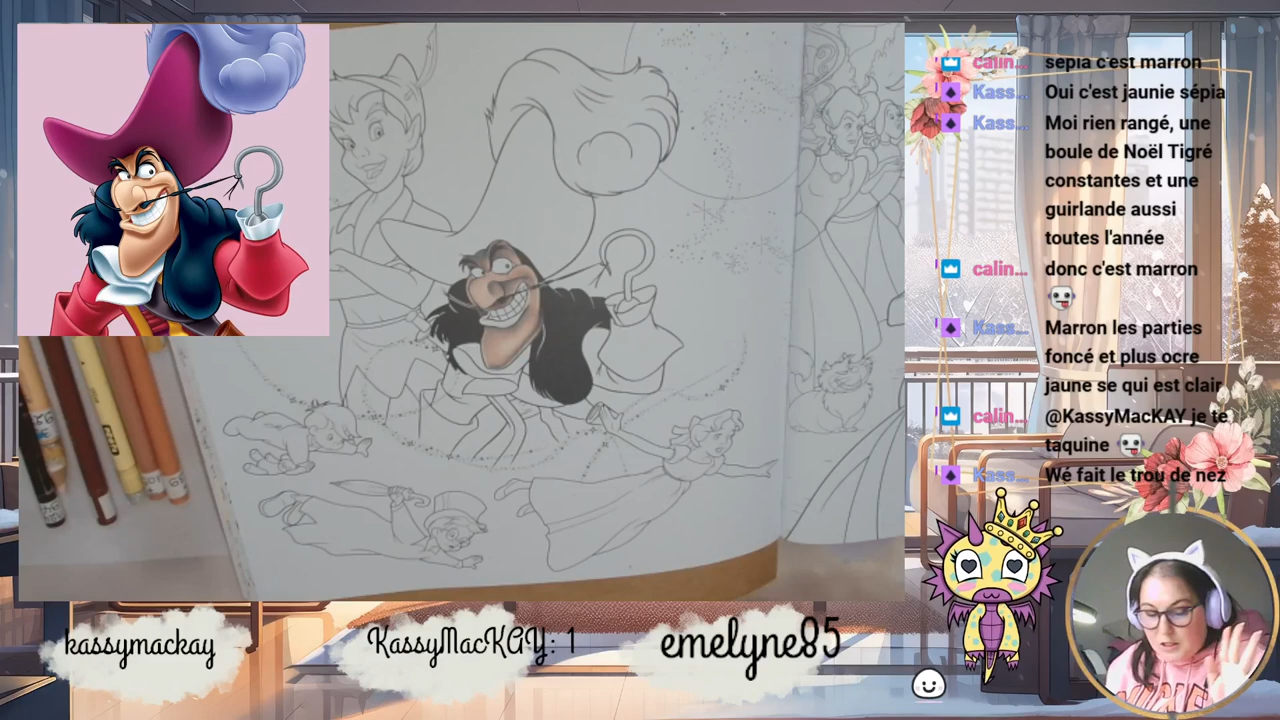 calin... sepia c'est marron
Kass... Oui c'est jaunie sépia
Kass... Moi rien rangé, une
boule de Noël Tigré
constantes et une
guirlande aussi
toutes l'année
calin... donc c'est marron
Kass... Marron les parties
foncé et plus ocre
jaune se qui est clair
calin... @KassyMacKAY je te
taquine
Kass... Wé fait le trou de nez
kassymackay
KassyMacKAY: 1
emelyne85